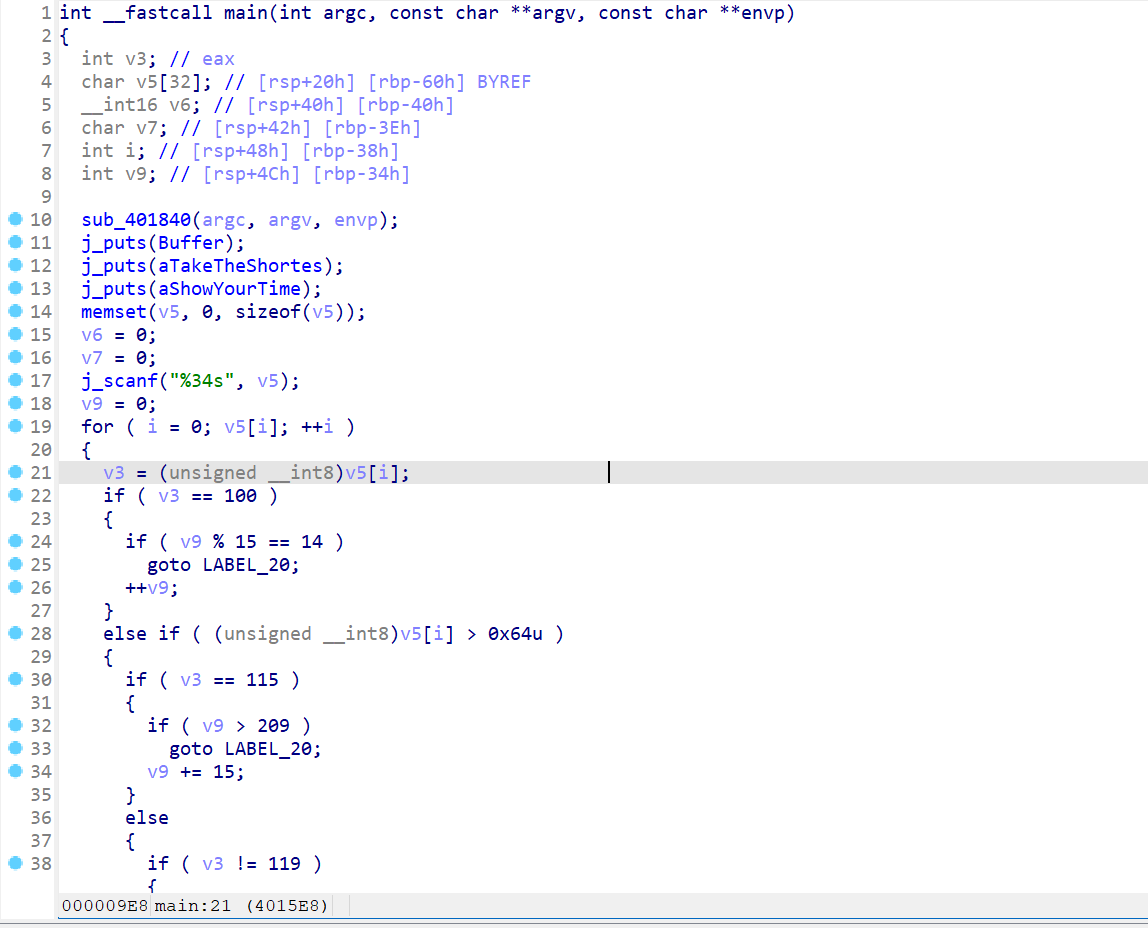 1 int __fastcall main(int argc, const char **argv, const char **envp)
2 {
3   int v3; // eax
4   char v5[32]; // [rsp+20h] [rbp-60h] BYREF
5   __int16 v6; // [rsp+40h] [rbp-40h]
6   char v7; // [rsp+42h] [rbp-3Eh]
7   int i; // [rsp+48h] [rbp-38h]
8   int v9; // [rsp+4Ch] [rbp-34h]
9
10   sub_401840(argc, argv, envp);
11   j_puts(Buffer);
12   j_puts(aTakeTheShortes);
13   j_puts(aShowYourTime);
14   memset(v5, 0, sizeof(v5));
15   v6 = 0;
16   v7 = 0;
17   j_scanf("%34s", v5);
18   v9 = 0;
19   for ( i = 0; v5[i]; ++i )
20   {
21     v3 = (unsigned __int8)v5[i];
22     if ( v3 == 100 )
23     {
24       if ( v9 % 15 == 14 )
25         goto LABEL_20;
26       ++v9;
27     }
28     else if ( (unsigned __int8)v5[i] > 0x64u )
29     {
30       if ( v3 == 115 )
31       {
32         if ( v9 > 209 )
33           goto LABEL_20;
34         v9 += 15;
35       }
36       else
37       {
38         if ( v3 != 119 )
{
000009E8 main:21 (4015E8)